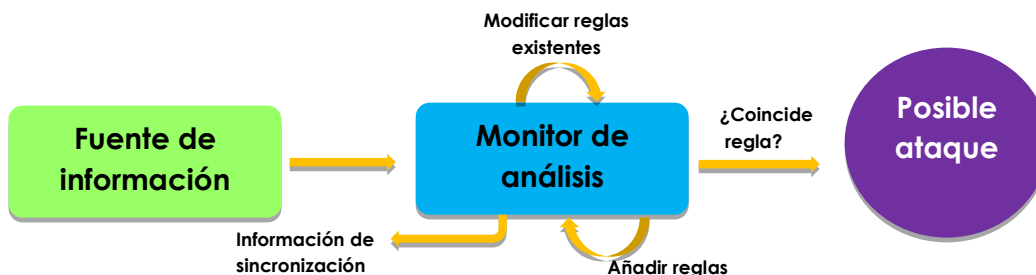 Modificar reglas
existentes
Fuente de
información
Monitor de
análisis
¿Coincide
regla?
Posible
ataque
Información de
sincronización
Añadir reglas